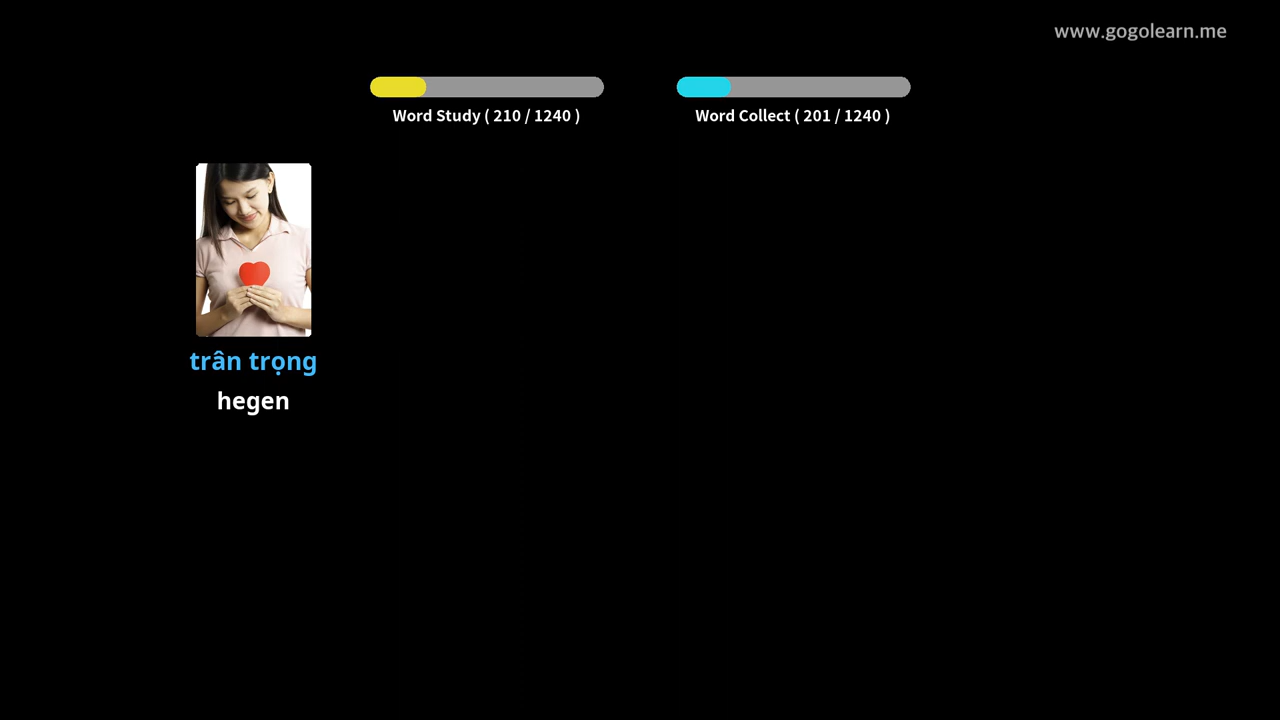 www.gogolearn.me
Word Study ( 210 / 1240 )
Word Collect ( 201 / 1240 )
trân trọng
hegen